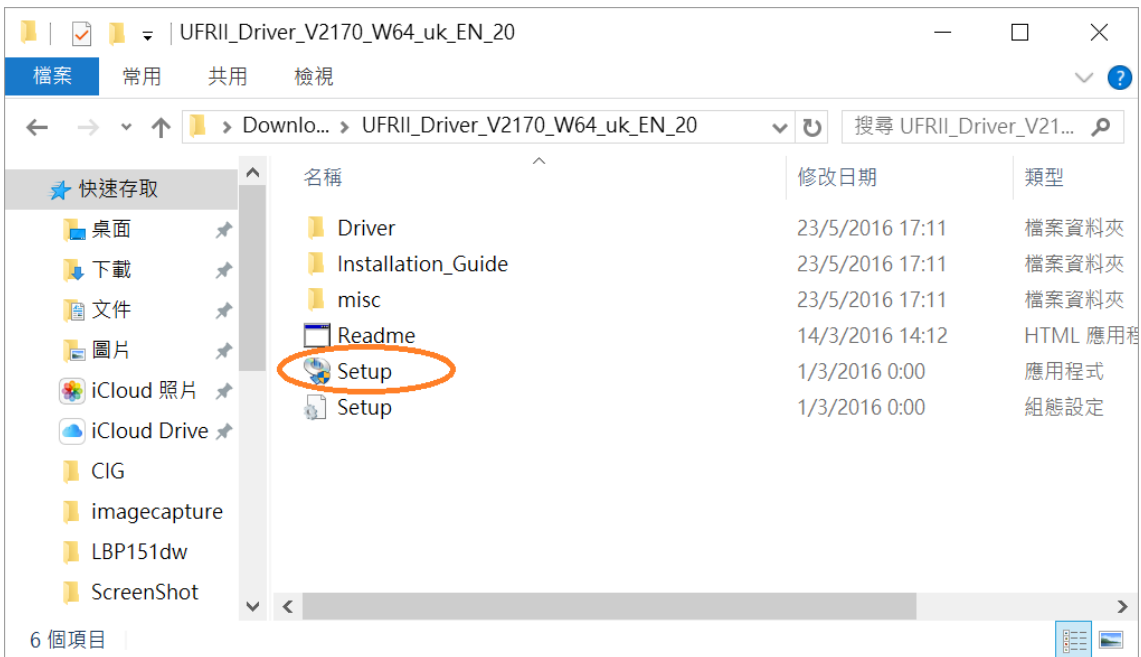 UFRII_Driver_V2170_W64_uk_EN_20
檔案 常用 共用 檢視
Downlo... UFRII_Driver_V2170_W64_uk_EN_20 搜尋 UFRII_Driver_V21...
快速存取
桌面
下載
文件
圖片
iCloud 照片
iCloud Drive
CIG
imagecapture
LBP151dw
ScreenShot
名稱 修改日期 類型
Driver 23/5/2016 17:11 檔案資料夾
Installation_Guide 23/5/2016 17:11 檔案資料夾
misc 23/5/2016 17:11 檔案資料夾
Readme 14/3/2016 14:12 HTML 應用程
Setup 1/3/2016 0:00 應用程式
Setup 1/3/2016 0:00 組態設定
6 個項目